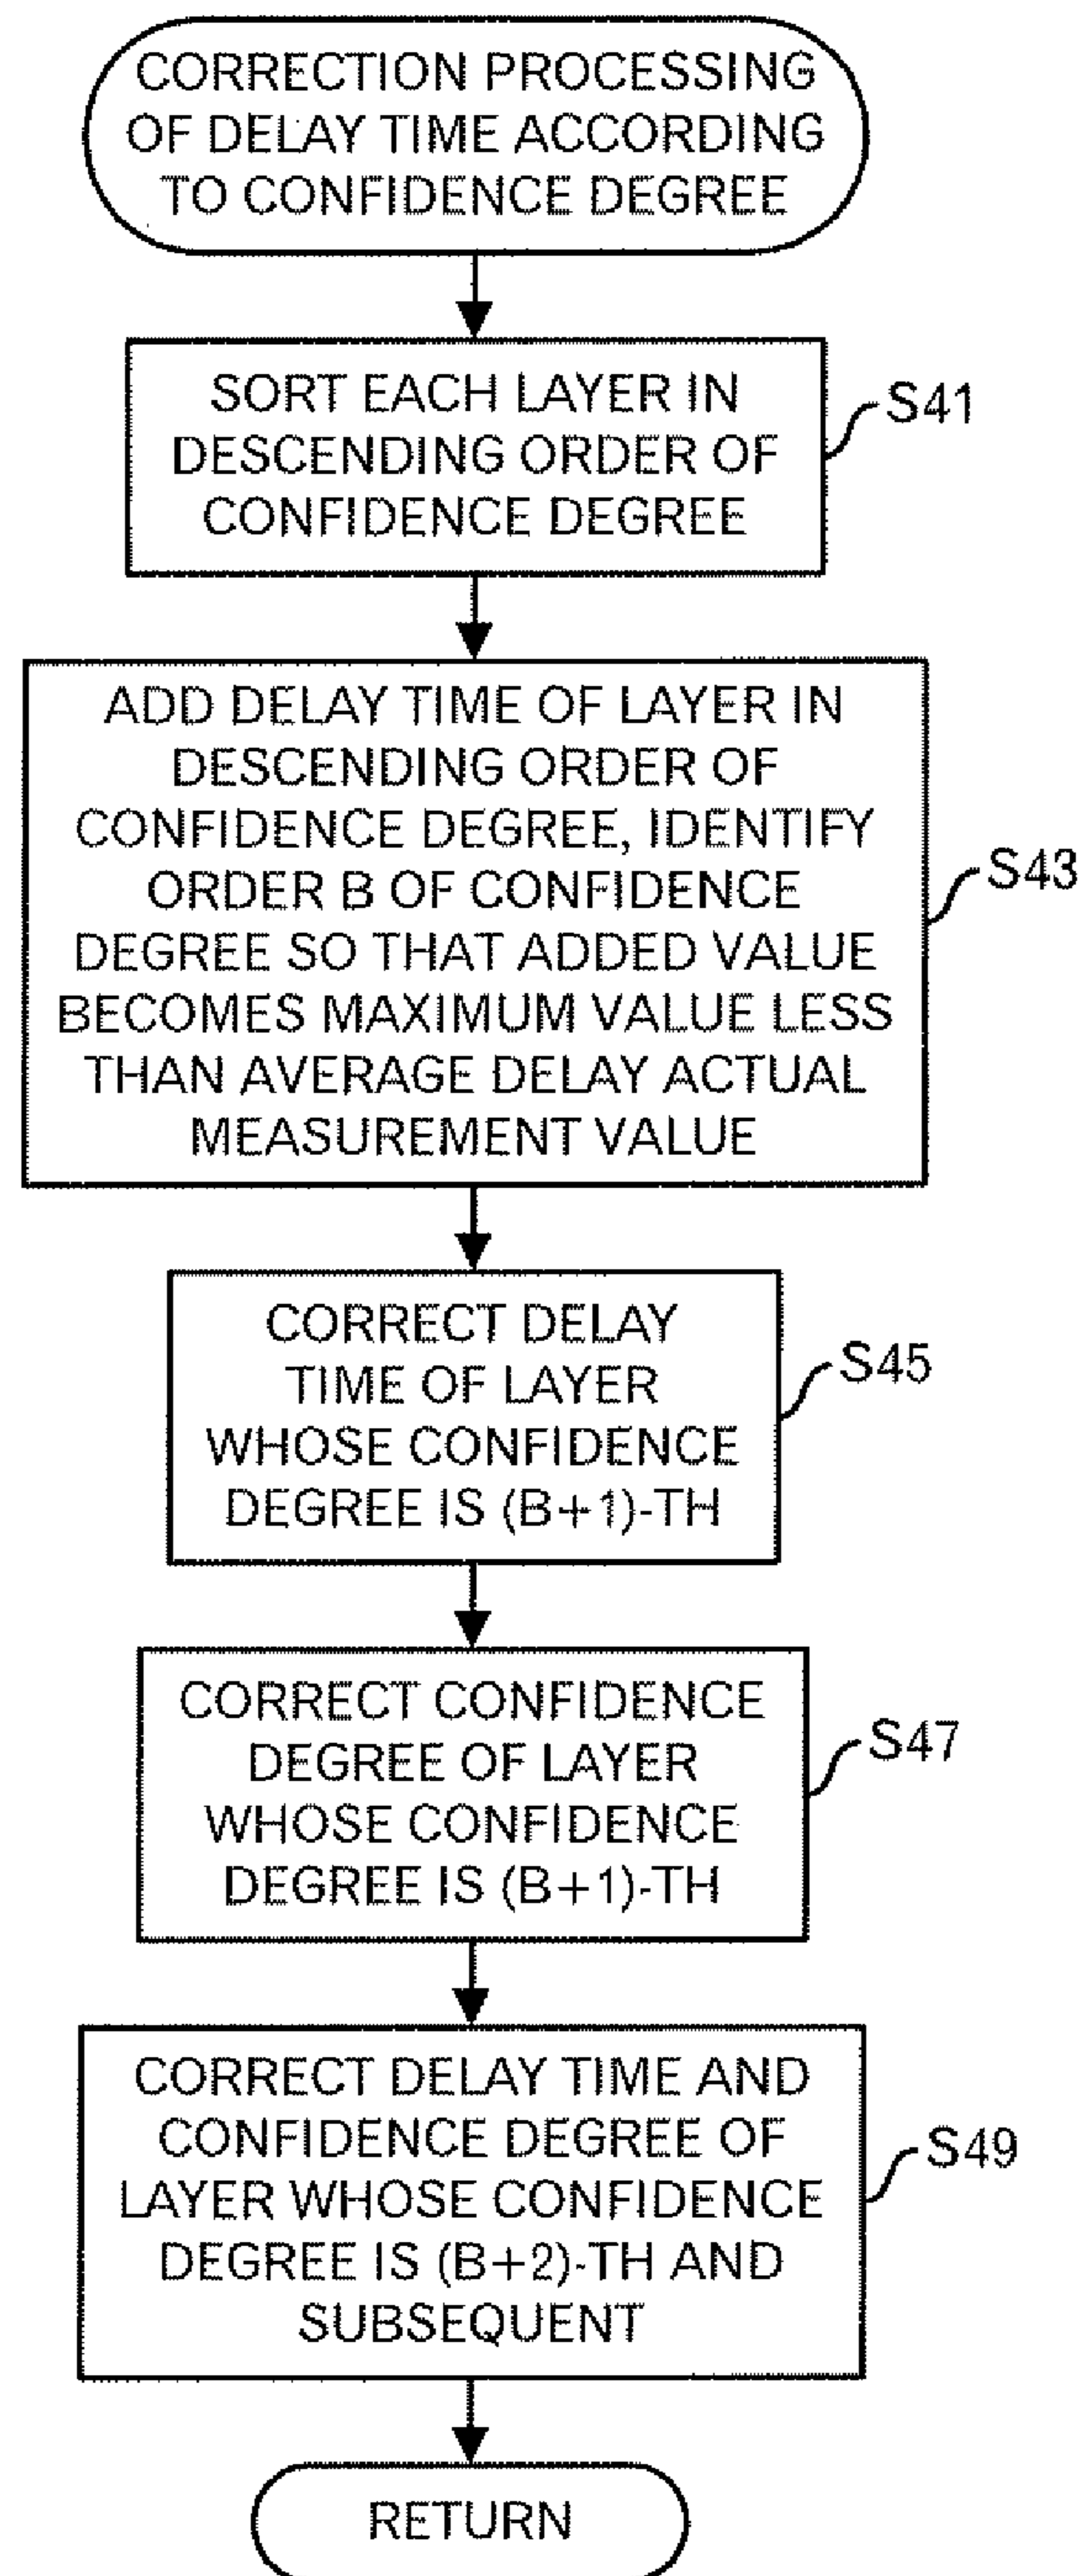 CORRECTION PROCESSING
OF DELAY TIME ACCORDING
TO CONFIDENCE DEGREE
SORT EACH LAYER IN
DESCENDING ORDER OF
CONFIDENCE DEGREE
S41
ADD DELAY TIME OF LAYER IN
DESCENDING ORDER OF
CONFIDENCE DEGREE, IDENTIFY
ORDER B OF CONFIDENCE
DEGREE SO THAT ADDED VALUE
BECOMES MAXIMUM VALUE LESS
THAN AVERAGE DELAY ACTUAL
MEASUREMENT VALUE
S43
CORRECT DELAY
TIME OF LAYER
WHOSE CONFIDENCE
DEGREE IS (B+1)-TH
S45
CORRECT CONFIDENCE
DEGREE OF LAYER
WHOSE CONFIDENCE
DEGREE IS (B+1)-TH
S47
CORRECT DELAY TIME AND
CONFIDENCE DEGREE OF
LAYER WHOSE CONFIDENCE
DEGREE IS (B+2)-TH AND
SUBSEQUENT
S49
RETURN